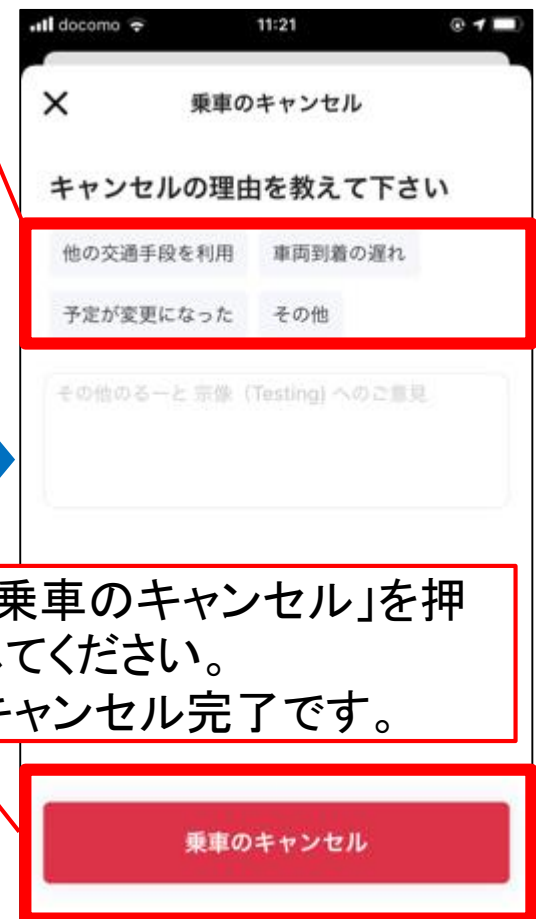 docomo 11:21
乗車のキャンセル
キャンセルの理由を教えて下さい
他の交通手段を利用 車両到着の遅れ
予定が変更になった その他
その他のるーと 宗像 (Testing) へのご意見
乗車のキャンセル」を押
してください。
キャンセル完了です。
乗車のキャンセル